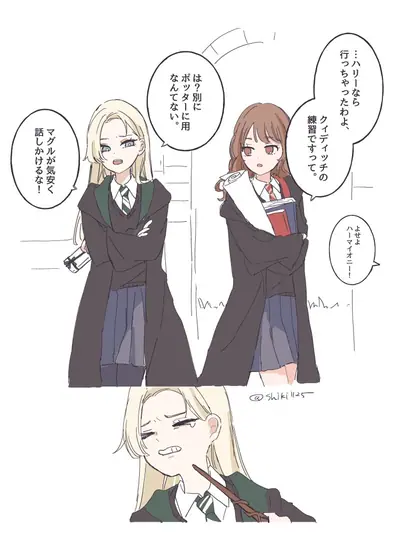 …ハリーなら
行っちゃったわよ、
クィディッチの
練習ですって。
は？別に
ポッターに用
なんてない。
マグルが気安く
話しかけるな！
よせよ
ハーマイオニー！
@shiki1125